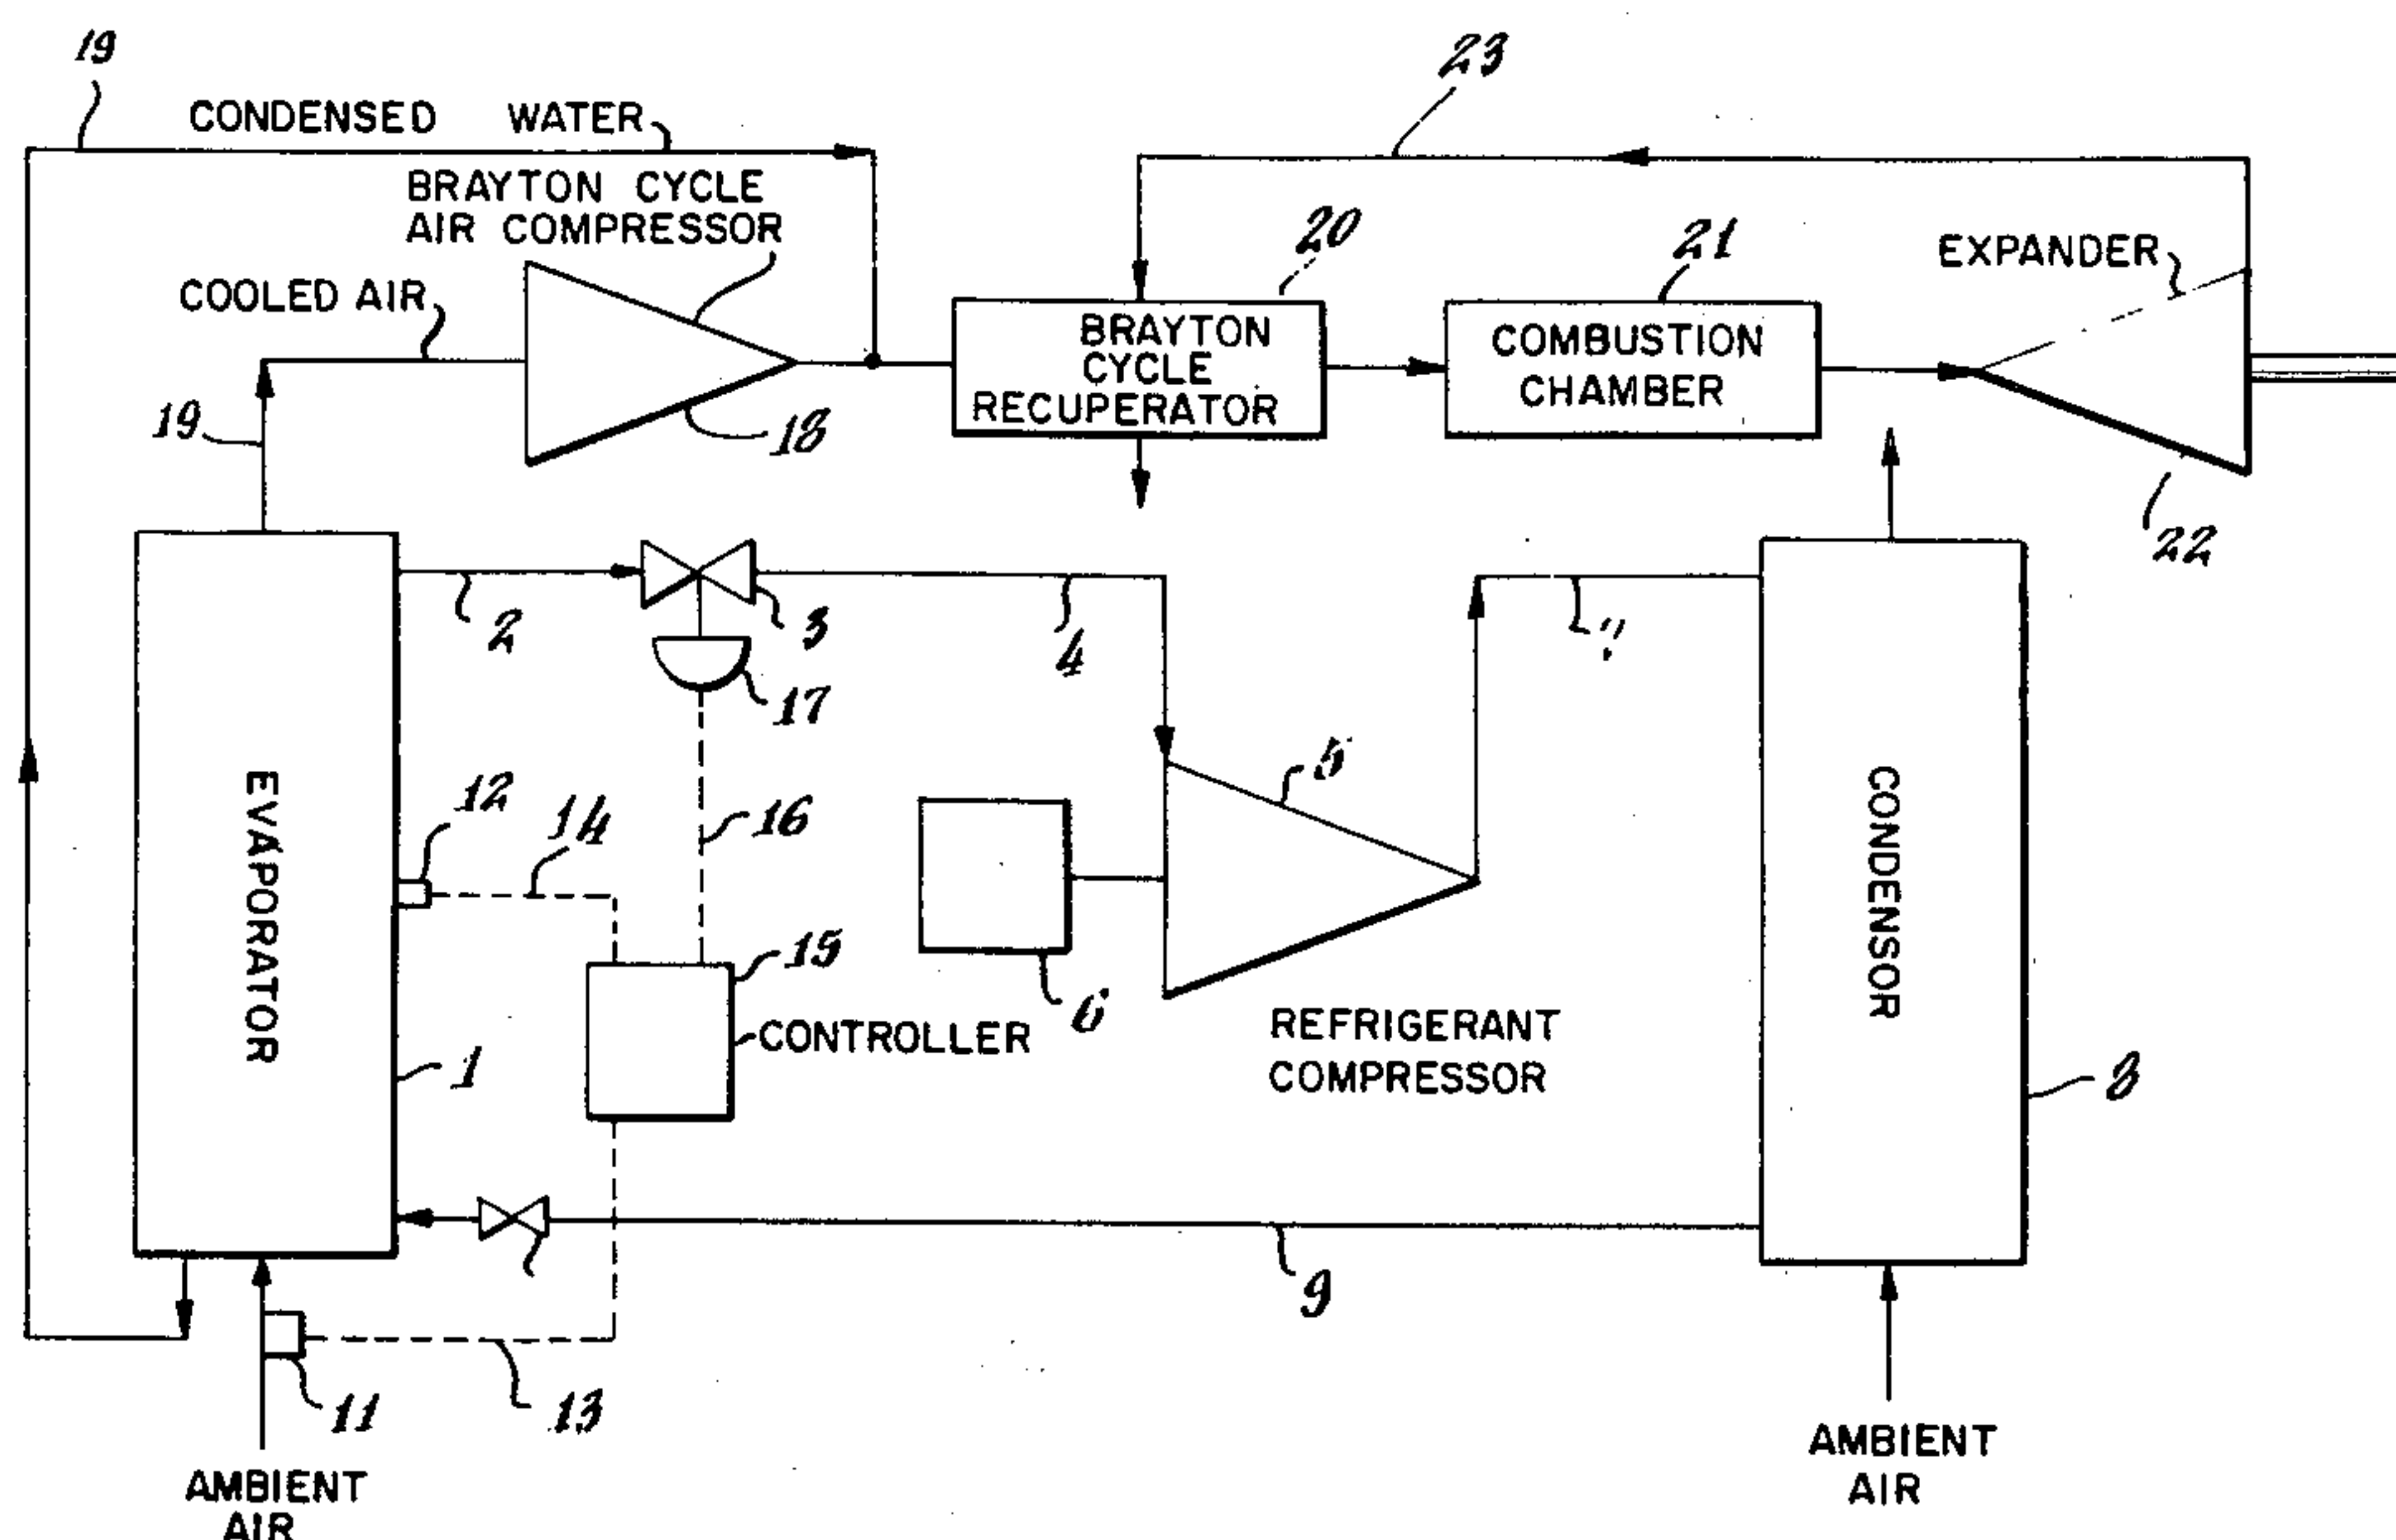 19
23
CONDENSED WATER
BRAYTON CYCLE
AIR COMPRESSOR
20
21
EXPANDER
COOLED AIR
BRAYTON
CYCLE
RECUPERATOR
COMBUSTION
CHAMBER
19
18
22
2
3
4
17
5
12
14
16
EVAPORATOR
CONDENSOR
15
6
CONTROLLER
REFRIGERANT
COMPRESSOR
1
8
9
11
13
AMBIENT
AIR
AMBIENT
AIR